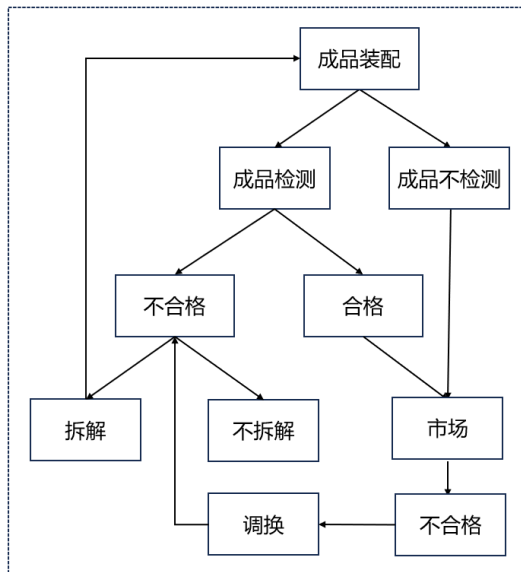 成品装配
成品检测
成品不检测
不合格
合格
拆解
不拆解
市场
调换
不合格